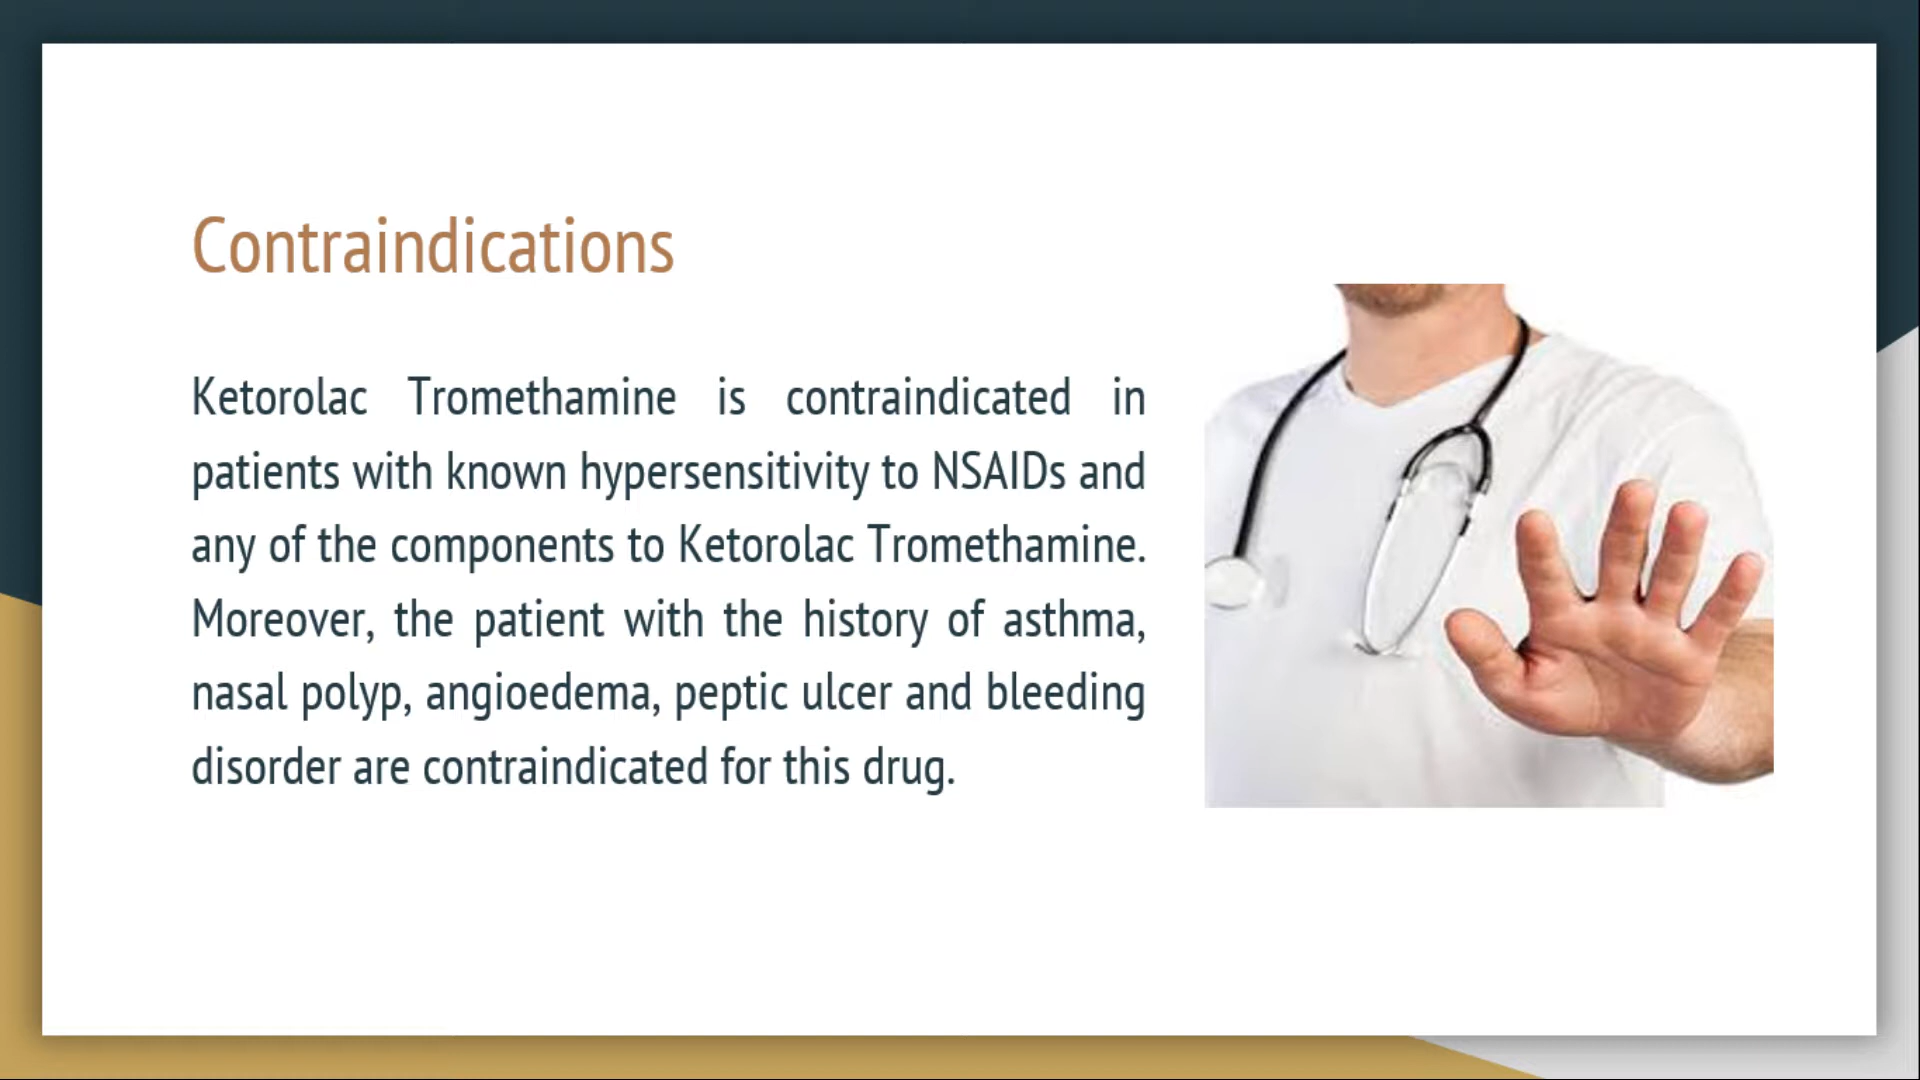 Contraindications
Ketorolac Tromethamine is contraindicated in
patients with known hypersensitivity to NSAIDs and
any of the components to Ketorolac Tromethamine.
Moreover, the patient with the history of asthma,
nasal polyp, angioedema, peptic ulcer and bleeding
disorder are contraindicated for this drug.